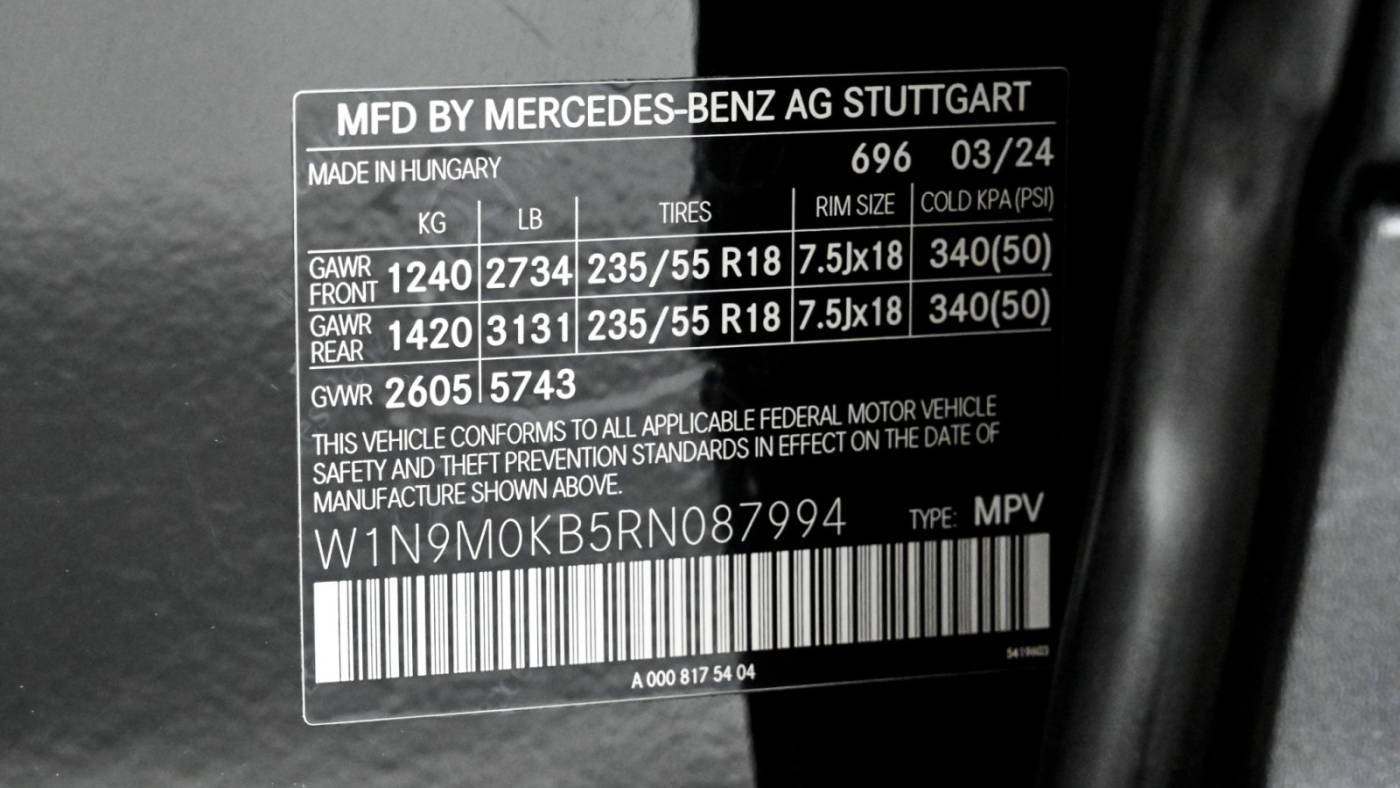 MFD BY MERCEDES-BENZ AG STUTTGART
MADE IN HUNGARY 696 03/24
KG LB TIRES RIM SIZE COLD KPA (PSI)
GAWR FRONT 1240 2734 235/55 R18 7.5Jx18 340(50)
GAWR REAR 1420 3131 235/55 R18 7.5Jx18 340(50)
GVWR 2605 5743
THIS VEHICLE CONFORMS TO ALL APPLICABLE FEDERAL MOTOR VEHICLE
SAFETY AND THEFT PREVENTION STANDARDS IN EFFECT ON THE DATE OF
MANUFACTURE SHOWN ABOVE.
W1N9M0KB5RN087994 TYPE: MPV
A 000 817 54 04